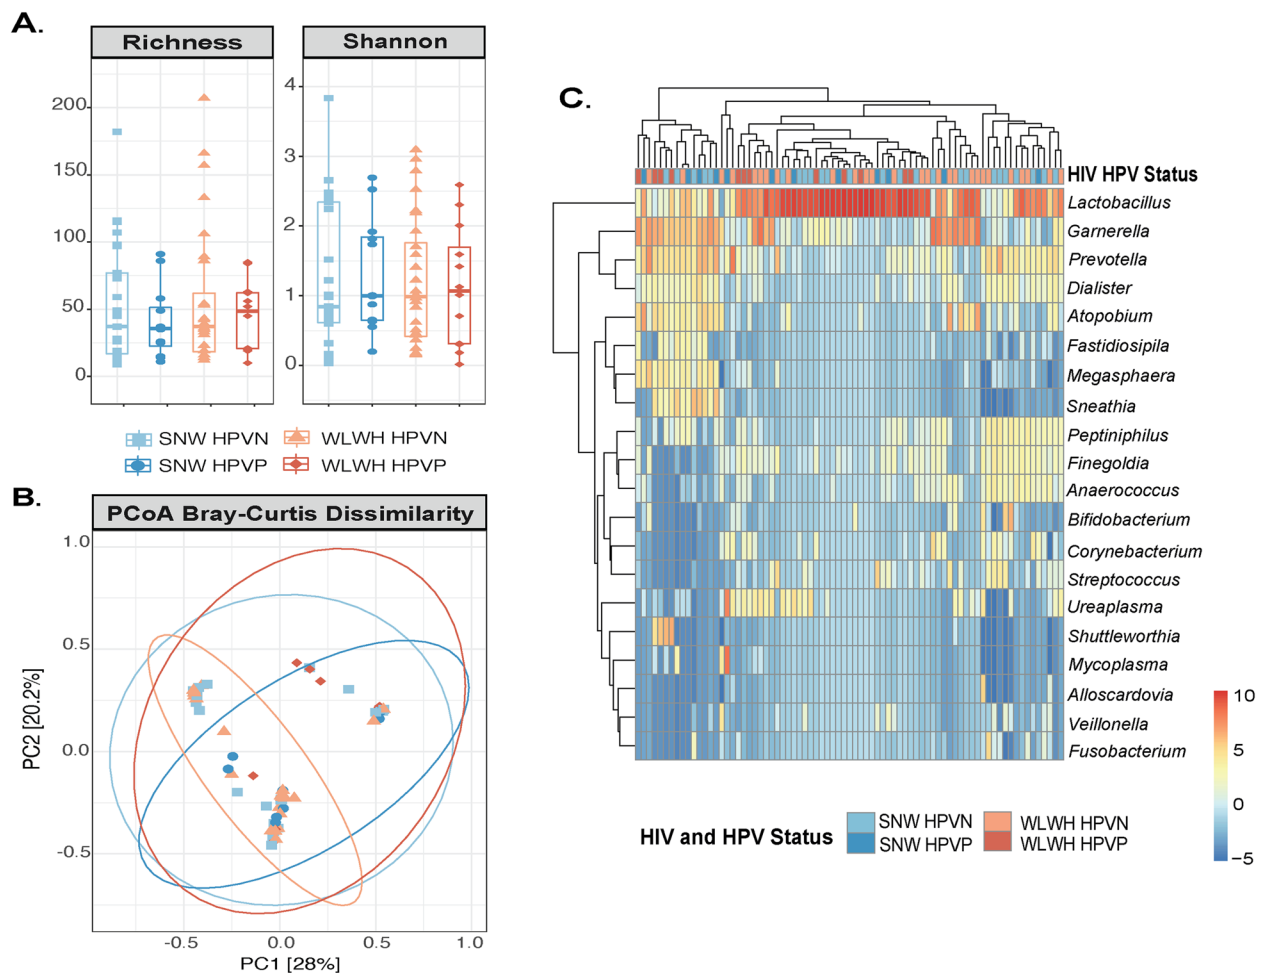 A.
Richness
Shannon
200
150
100
50
0
4
3
2
1
0
SNW HPVN
WLWH HPVN
SNW HPVP
WLWH HPVP
B.
PCoA Bray-Curtis Dissimilarity
1.0
0.5
0.0
-0.5
PC2 [20.2%]
-0.5
0.0
0.5
1.0
PC1 [28%]
C.
HIV HPV Status
Lactobacillus
Garnerella
Prevotella
Dialister
Atopobium
Fastidiosipila
Megasphaera
Sneathia
Peptiniphilus
Finegoldia
Anaerococcus
Bifidobacterium
Corynebacterium
Streptococcus
Ureaplasma
Shuttleworthia
Mycoplasma
Alloscardovia
Veillonella
Fusobacterium
10
5
0
−5
HIV and HPV Status
SNW HPVN
WLWH HPVN
SNW HPVP
WLWH HPVP